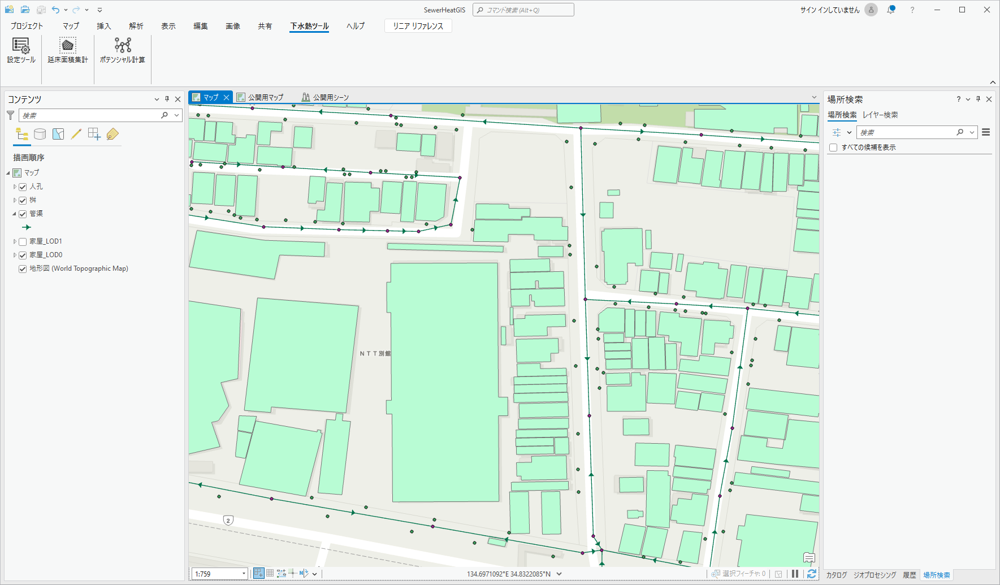 SewerHeatGIS
コマンド検索 (Alt+Q)
サイン インしていません
?
プロジェクト マップ 挿入 解析 表示 編集 画像 共有 下水熱ツール ヘルプ リニア リファレンス
設定ツール 延床面積集計 ポテンシャル計算
コンテンツ
検索
描画順序
マップ
人孔
桝
管渠
家屋_LOD1
家屋_LOD0
地形図 (World Topographic Map)
マップ 公開用マップ 公開用シーン
ＮＴＴ別館
2
1:759
N
134.6971092°E 34.8322085°N
選択フィーチャ: 0
場所検索
?
場所検索 レイヤー検索
検索
すべての候補を表示
カタログ ジオプロセシング 履歴 場所検索